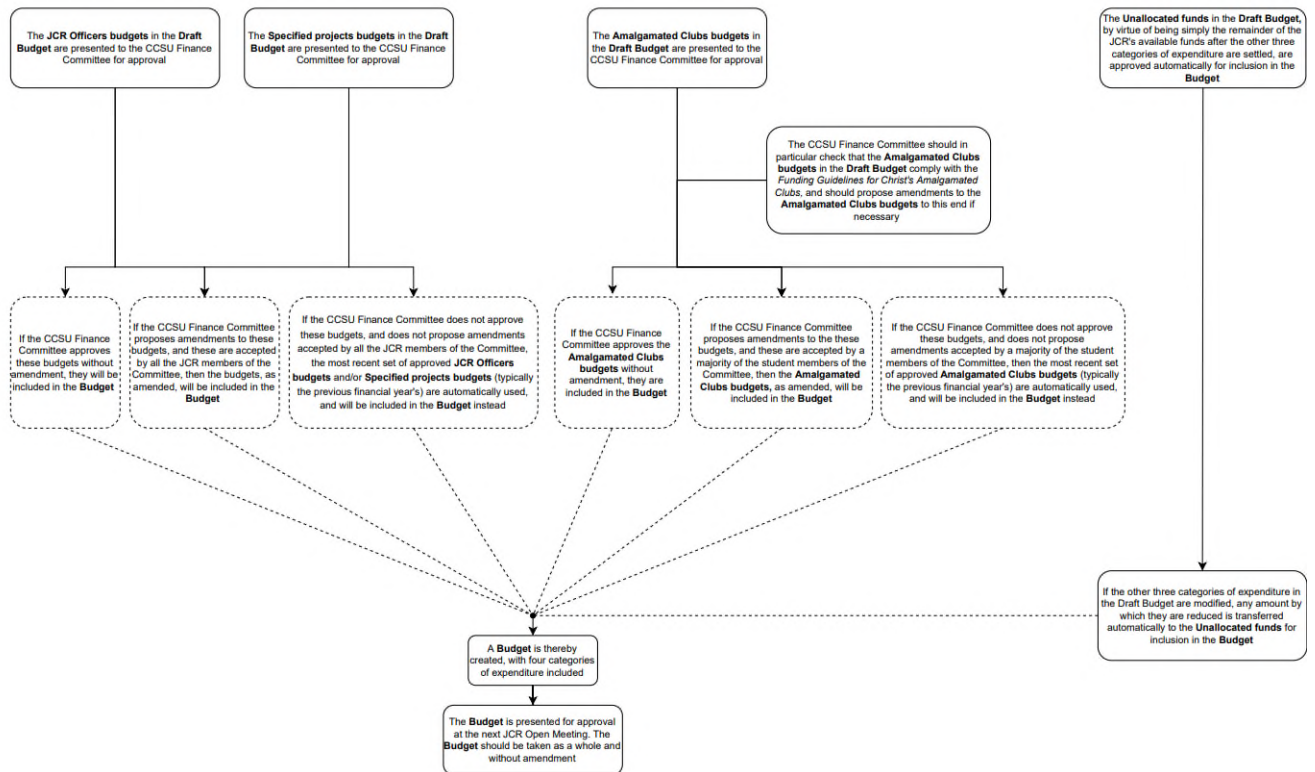 The JCR Officers budgets in the Draft
Budget are presented to the CCSU Finance
Committee for approval
The Specified projects budgets in the Draft
Budget are presented to the CCSU Finance
Committee for approval
The Amalgamated Clubs budgets in
the Draft Budget are presented to the
CCSU Finance Committee for approval
The Unallocated funds in the Draft Budget,
by virtue of being simply the remainder of the
JCR's available funds after the other three
categories of expenditure are settled, are
approved automatically for inclusion in the
Budget
The CCSU Finance Committee should in
particular check that the Amalgamated Clubs
budgets in the Draft Budget comply with the
Funding Guidelines for Christ's Amalgamated
Clubs, and should propose amendments to the
Amalgamated Clubs budgets to this end if
necessary
If the CCSU Finance
Committee approves
these budgets without
amendment, they will be
included in the Budget
If the CCSU Finance Committee
proposes amendments to these
budgets, and these are accepted
by all the JCR members of the
Committee, then the budgets, as
amended, will be included in the
Budget
If the CCSU Finance Committee does not approve
these budgets, and does not propose amendments
accepted by all the JCR members of the Committee,
the most recent set of approved JCR Officers
budgets and/or Specified projects budgets (typically
the previous financial year's) are automatically used,
and will be included in the Budget instead
If the CCSU Finance
Committee approves the
Amalgamated Clubs
budgets without
amendment, they are
included in the Budget
If the CCSU Finance Committee
proposes amendments to the these
budgets, and these are accepted by a
majority of the student members of the
Committee, then the Amalgamated
Clubs budgets, as amended, will be
included in the Budget
If the CCSU Finance Committee does not approve
these budgets, and does not propose
amendments accepted by a majority of the student
members of the Committee, then the most recent set
of approved Amalgamated Clubs budgets (typically
the previous financial year's) are automatically used,
and will be included in the Budget instead
If the other three categories of expenditure in
the Draft Budget are modified, any amount by
which they are reduced is transferred
automatically to the Unallocated funds for
inclusion in the Budget
A Budget is thereby
created, with four categories
of expenditure included
The Budget is presented for approval
at the next JCR Open Meeting. The
Budget should be taken as a whole and
without amendment